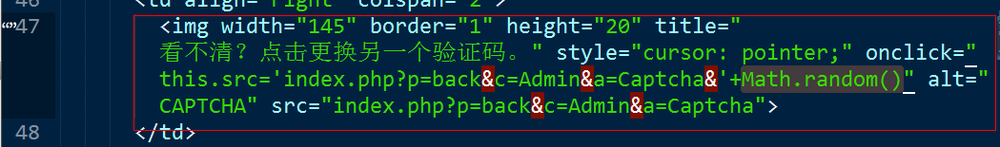 46 <td align="right" colspan="2">
47 <img width="145" border="1" height="20" title="
看不清？点击更换另一个验证码。" style="cursor: pointer;" onclick="
this.src='index.php?p=back&c=Admin&a=Captcha&'+Math.random()" alt="
CAPTCHA" src="index.php?p=back&c=Admin&a=Captcha">
48 </td>